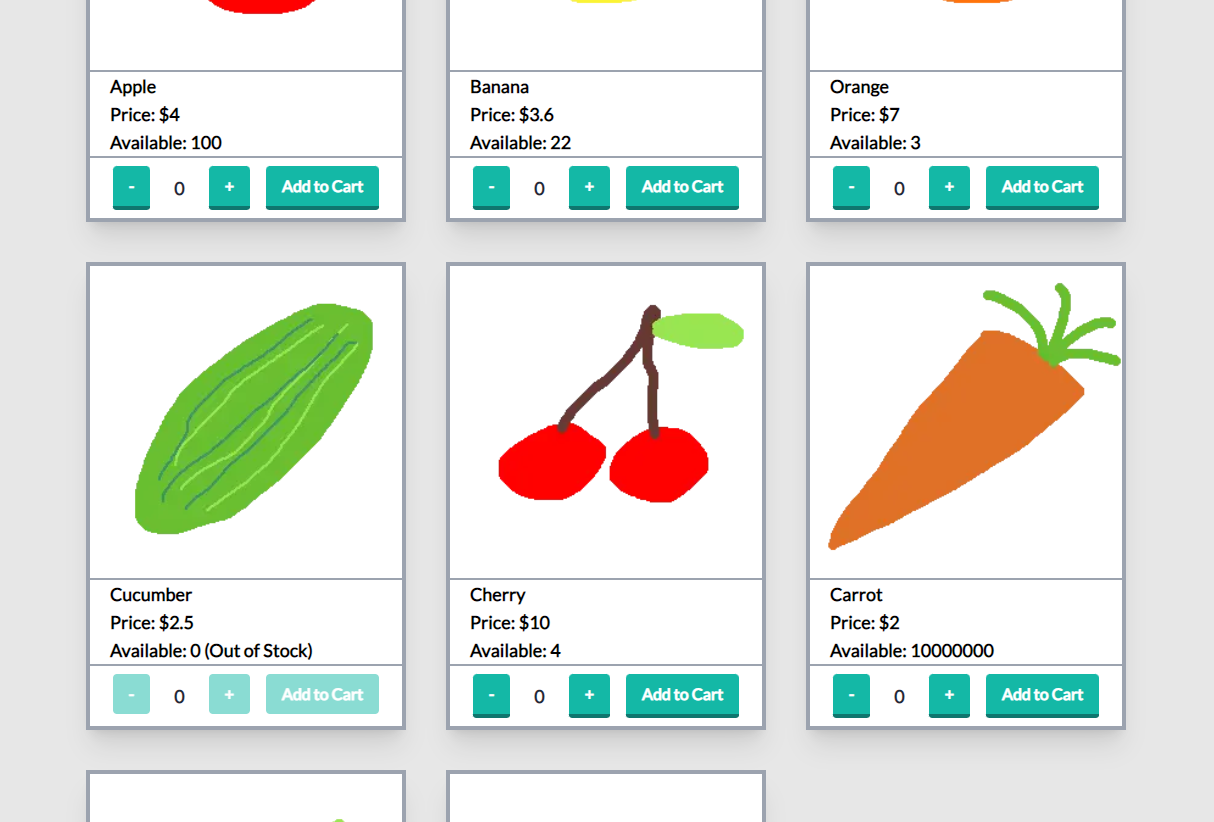 Apple
Price: $4
Available: 100
- 0 + Add to Cart
Banana
Price: $3.6
Available: 22
- 0 + Add to Cart
Orange
Price: $7
Available: 3
- 0 + Add to Cart
Cucumber
Price: $2.5
Available: 0 (Out of Stock)
- 0 + Add to Cart
Cherry
Price: $10
Available: 4
- 0 + Add to Cart
Carrot
Price: $2
Available: 10000000
- 0 + Add to Cart